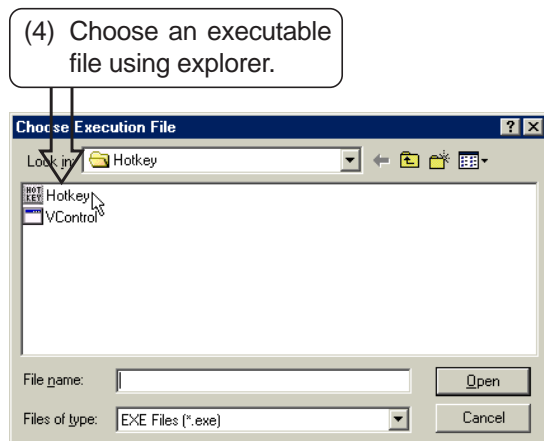 (4) Choose an executable
file using explorer.
Choose Execution File
Look in: Hotkey
HOT
KEY Hotkey
VControl
File name:
Open
Files of type: EXE Files (*.exe)
Cancel